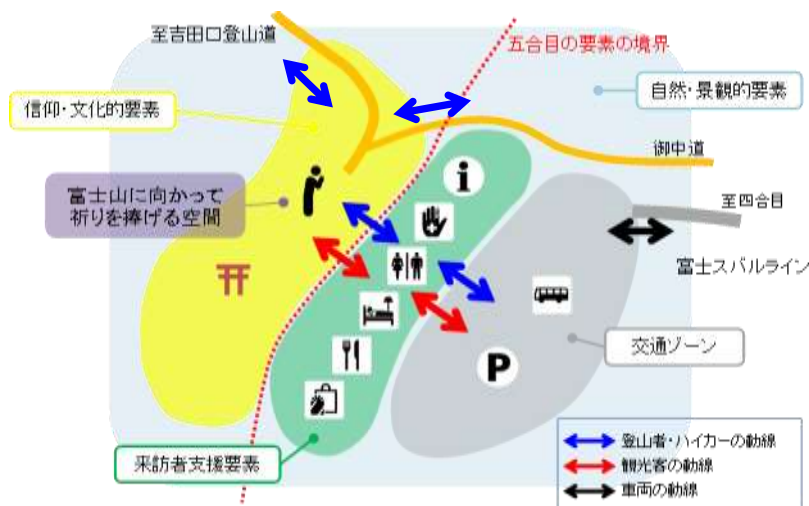 至吉田口登山道
五合目の要素の境界
自然・景観的要素
信仰・文化的要素
御中道
富士山に向かって
祈りを捧げる空間
至四合目
富士スバルライン
交通ゾーン
P
来訪者支援要素
登山者・ハイカーの動線
観光客の動線
車両の動線